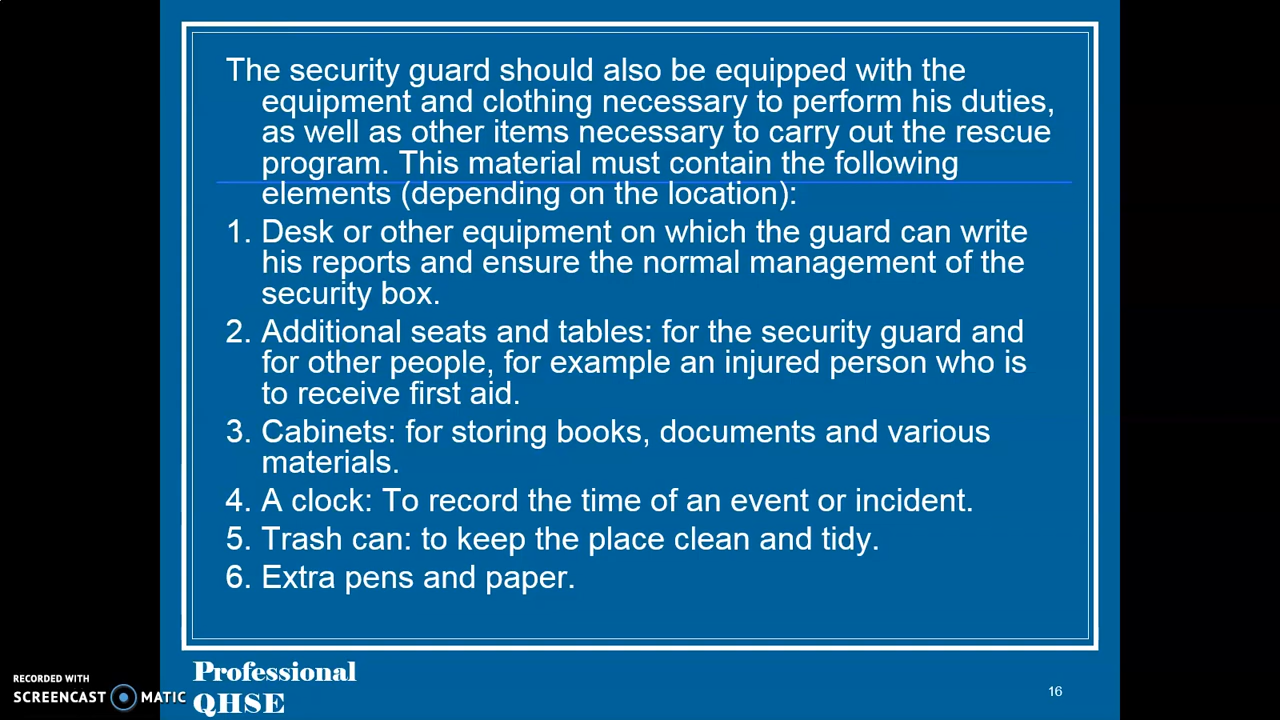 The security guard should also be equipped with the
equipment and clothing necessary to perform his duties,
as well as other items necessary to carry out the rescue
program. This material must contain the following
elements (depending on the location):
1. Desk or other equipment on which the guard can write
his reports and ensure the normal management of the
security box.
2. Additional seats and tables: for the security guard and
for other people, for example an injured person who is
to receive first aid.
3. Cabinets: for storing books, documents and various
materials.
4. A clock: To record the time of an event or incident.
5. Trash can: to keep the place clean and tidy.
6. Extra pens and paper.
Professional
QHSE
16
RECORDED WITH
SCREENCAST MATIC